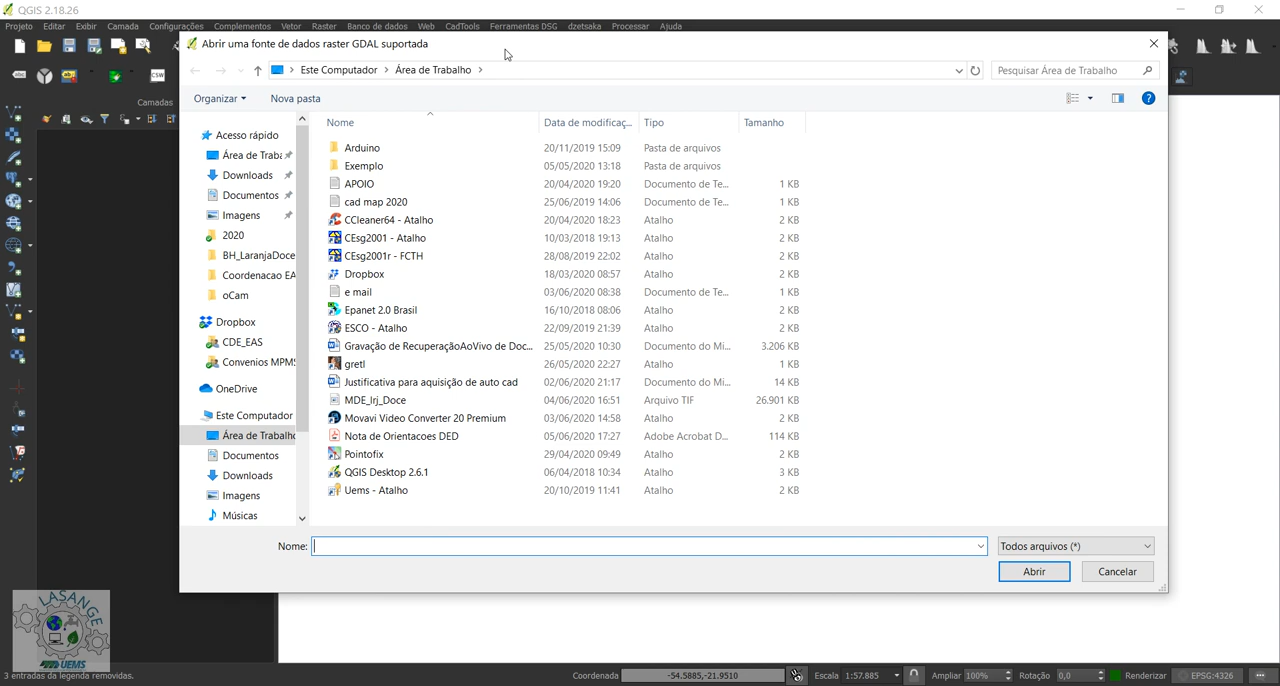 QGIS 2.18.26
Projeto Editar Exibir Camada Configurações Complementos Vetor Raster Banco de dados Web CadTools Ferramentas DSG dzetsaka Processar Ajuda
Abrir uma fonte de dados raster GDAL suportada
Este Computador Área de Trabalho
Pesquisar Área de Trabalho
abc
CSW
Organizar Nova pasta
Camadas
Nome Data de modificaç... Tipo Tamanho
Acesso rápido
Área de Traba
Downloads
Documentos
Imagens
2020
BH_LaranjaDoce
Coordenacao EA
oCam
Dropbox
CDE_EAS
Convenios MPMS
OneDrive
Este Computador
Área de Trabalho
Documentos
Downloads
Imagens
Músicas
Arduino 20/11/2019 15:09 Pasta de arquivos
Exemplo 05/05/2020 13:18 Pasta de arquivos
APOIO 20/04/2020 19:20 Documento de Te... 1 KB
cad map 2020 25/06/2019 14:06 Documento de Te... 1 KB
CCleaner64 - Atalho 20/04/2020 18:23 Atalho 2 KB
CEsg2001 - Atalho 10/03/2018 19:13 Atalho 2 KB
CEsg2001r - FCTH 28/08/2019 22:02 Atalho 2 KB
Dropbox 18/03/2020 08:57 Atalho 2 KB
e mail 03/06/2020 08:38 Documento de Te... 1 KB
Epanet 2.0 Brasil 16/10/2018 08:06 Atalho 2 KB
ESCO - Atalho 22/09/2019 21:39 Atalho 2 KB
Gravação de RecuperaçãoAoVivo de Doc... 25/05/2020 10:30 Documento do Mi... 3.206 KB
gretl 26/05/2020 22:27 Atalho 1 KB
Justificativa para aquisição de auto cad 02/06/2020 21:17 Documento do Mi... 14 KB
MDE_lrj_Doce 04/06/2020 16:51 Arquivo TIF 26.901 KB
Movavi Video Converter 20 Premium 03/06/2020 14:58 Atalho 2 KB
Nota de Orientacoes DED 05/06/2020 17:27 Adobe Acrobat D... 114 KB
Pointofix 29/04/2020 09:49 Atalho 2 KB
QGIS Desktop 2.6.1 06/04/2018 10:34 Atalho 3 KB
Uems - Atalho 20/10/2019 11:41 Atalho 2 KB
Nome: Todos arquivos (*)
Abrir Cancelar
LASANGE
UEMS
3 entradas da legenda removidas. Coordenada -54.5885,-21.9510 Escala 1:57.885 Ampliar 100% Rotação 0,0 Renderizar EPSG:4326